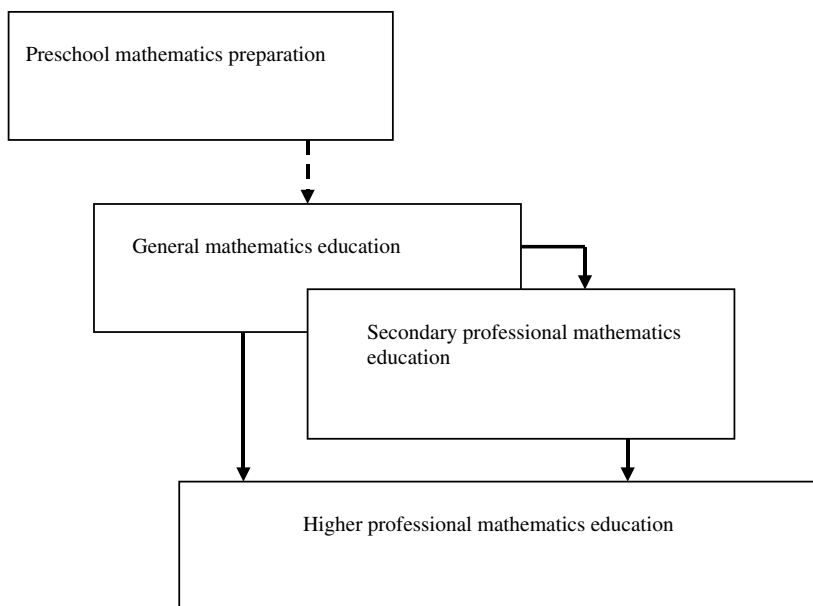 Preschool mathematics preparation
General mathematics education
Secondary professional mathematics
education
Higher professional mathematics education